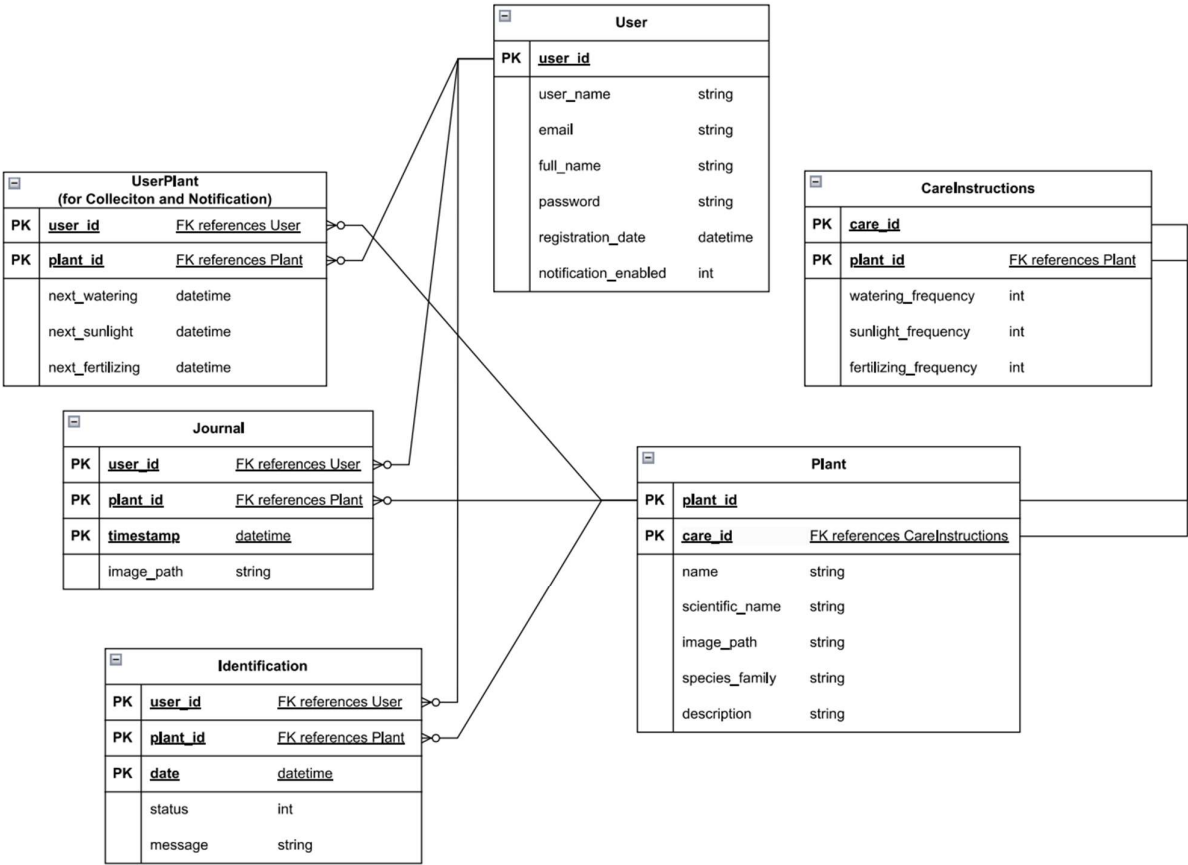 User
PK user_id
user_name string
email string
full_name string
password string
registration_date datetime
notification_enabled int
UserPlant
(for Colleciton and Notification)
PK user_id FK references User
PK plant_id FK references Plant
next_watering datetime
next_sunlight datetime
next_fertilizing datetime
CareInstructions
PK care_id
PK plant_id FK references Plant
watering_frequency int
sunlight_frequency int
fertilizing_frequency int
Journal
PK user_id FK references User
PK plant_id FK references Plant
PK timestamp datetime
image_path string
Plant
PK plant_id
PK care_id FK references CareInstructions
name string
scientific_name string
image_path string
species_family string
description string
Identification
PK user_id FK references User
PK plant_id FK references Plant
PK date datetime
status int
message string